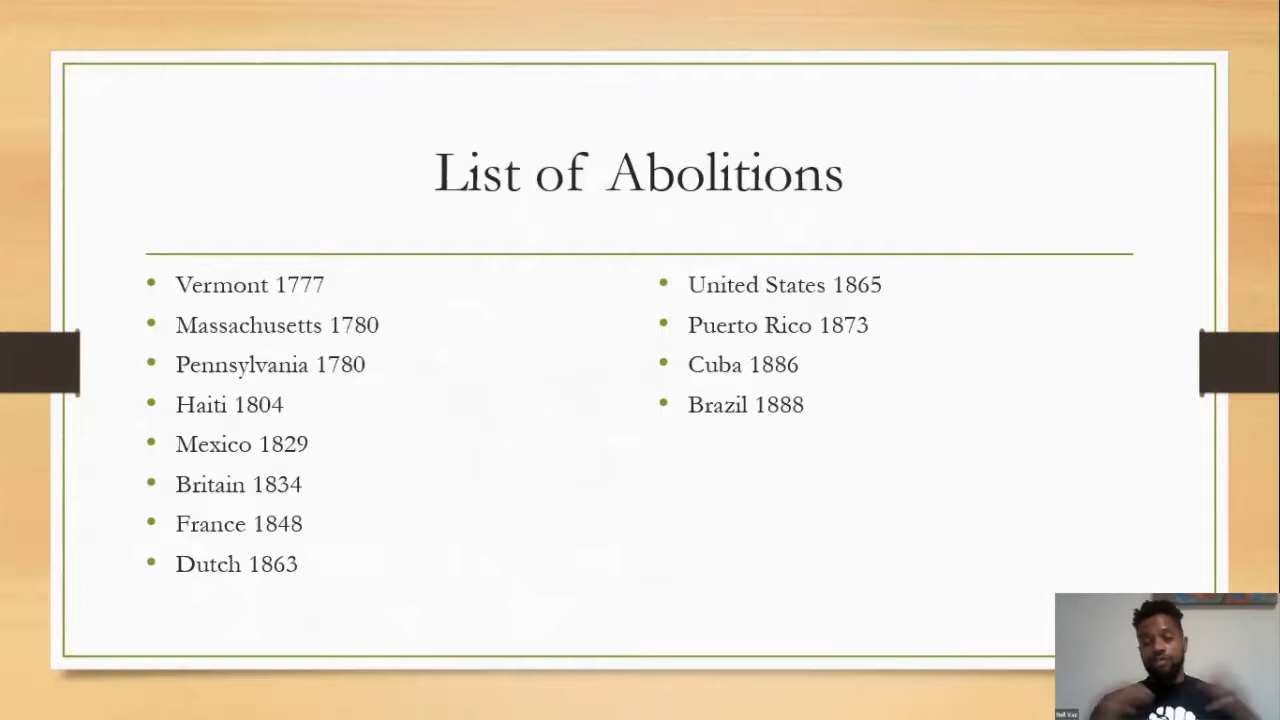 List of Abolitions
Vermont 1777
Massachusetts 1780
Pennsylvania 1780
Haiti 1804
Mexico 1829
Britain 1834
France 1848
Dutch 1863
United States 1865
Puerto Rico 1873
Cuba 1886
Brazil 1888